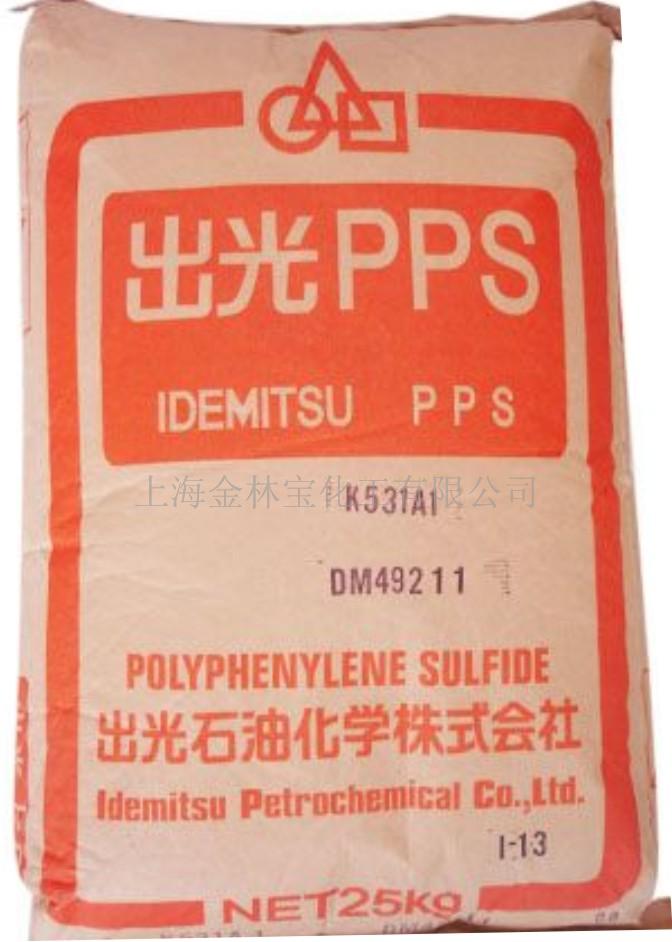 出光PPS
IDEMITSU PPS
上海金林宝化工有限公司
K531A1
DM49211
POLYPHENYLENE SULFIDE
出光石油化学株式会社
Idemitsu Petrochemical Co.,Ltd.
I-13
NET25Kg
K531A1